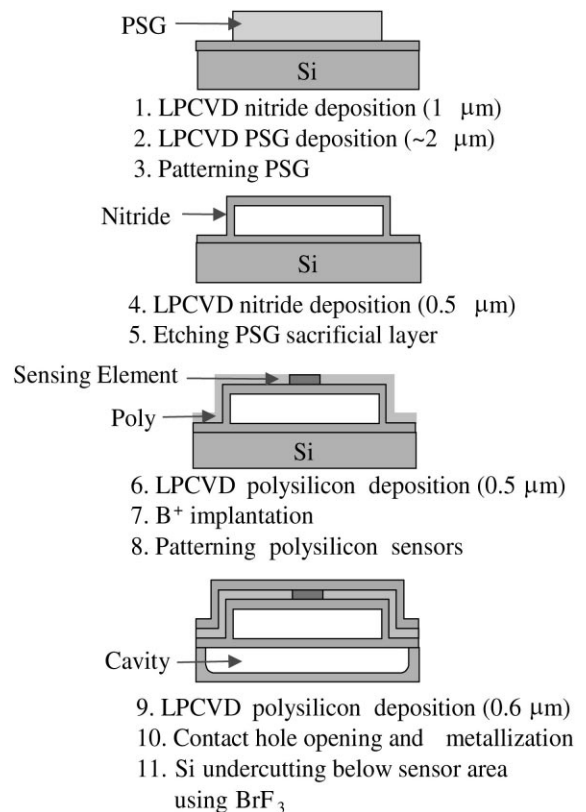 PSG
Si
1. LPCVD nitride deposition (1 μm)
2. LPCVD PSG deposition (~2 μm)
3. Patterning PSG
Nitride
Si
4. LPCVD nitride deposition (0.5 μm)
5. Etching PSG sacrificial layer
Sensing Element
Poly
Si
6. LPCVD polysilicon deposition (0.5 μm)
7. B⁺ implantation
8. Patterning polysilicon sensors
Cavity
9. LPCVD polysilicon deposition (0.6 μm)
10. Contact hole opening and metallization
11. Si undercutting below sensor area
using BrF₃